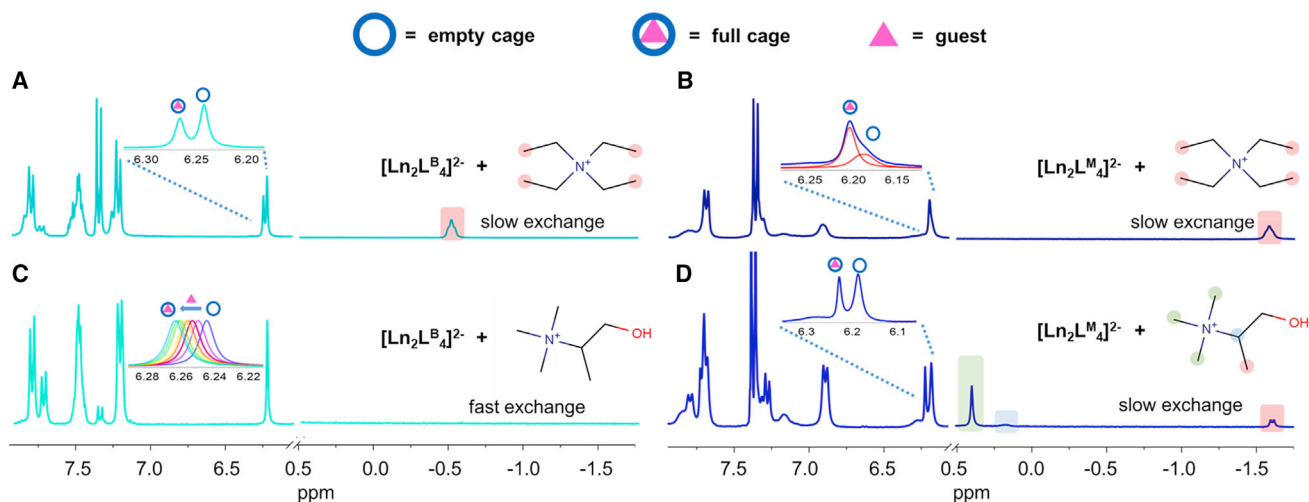 = empty cage
= full cage
= guest
A
6.30 6.25 6.20
[Ln₂Lᴮ₄]²⁻ +
N⁺
slow exchange
B
6.25 6.20 6.15
[Ln₂Lᴹ₄]²⁻ +
N⁺
slow excnange
C
6.28 6.26 6.24 6.22
[Ln₂Lᴮ₄]²⁻ +
N⁺
OH
fast exchange
D
6.3 6.2 6.1
[Ln₂Lᴹ₄]²⁻ +
N⁺
OH
slow exchange
7.5 7.0 6.5 0.5 0.0 -0.5 -1.0 -1.5
ppm ppm
7.5 7.0 6.5 0.5 0.0 -0.5 -1.0 -1.5
ppm ppm